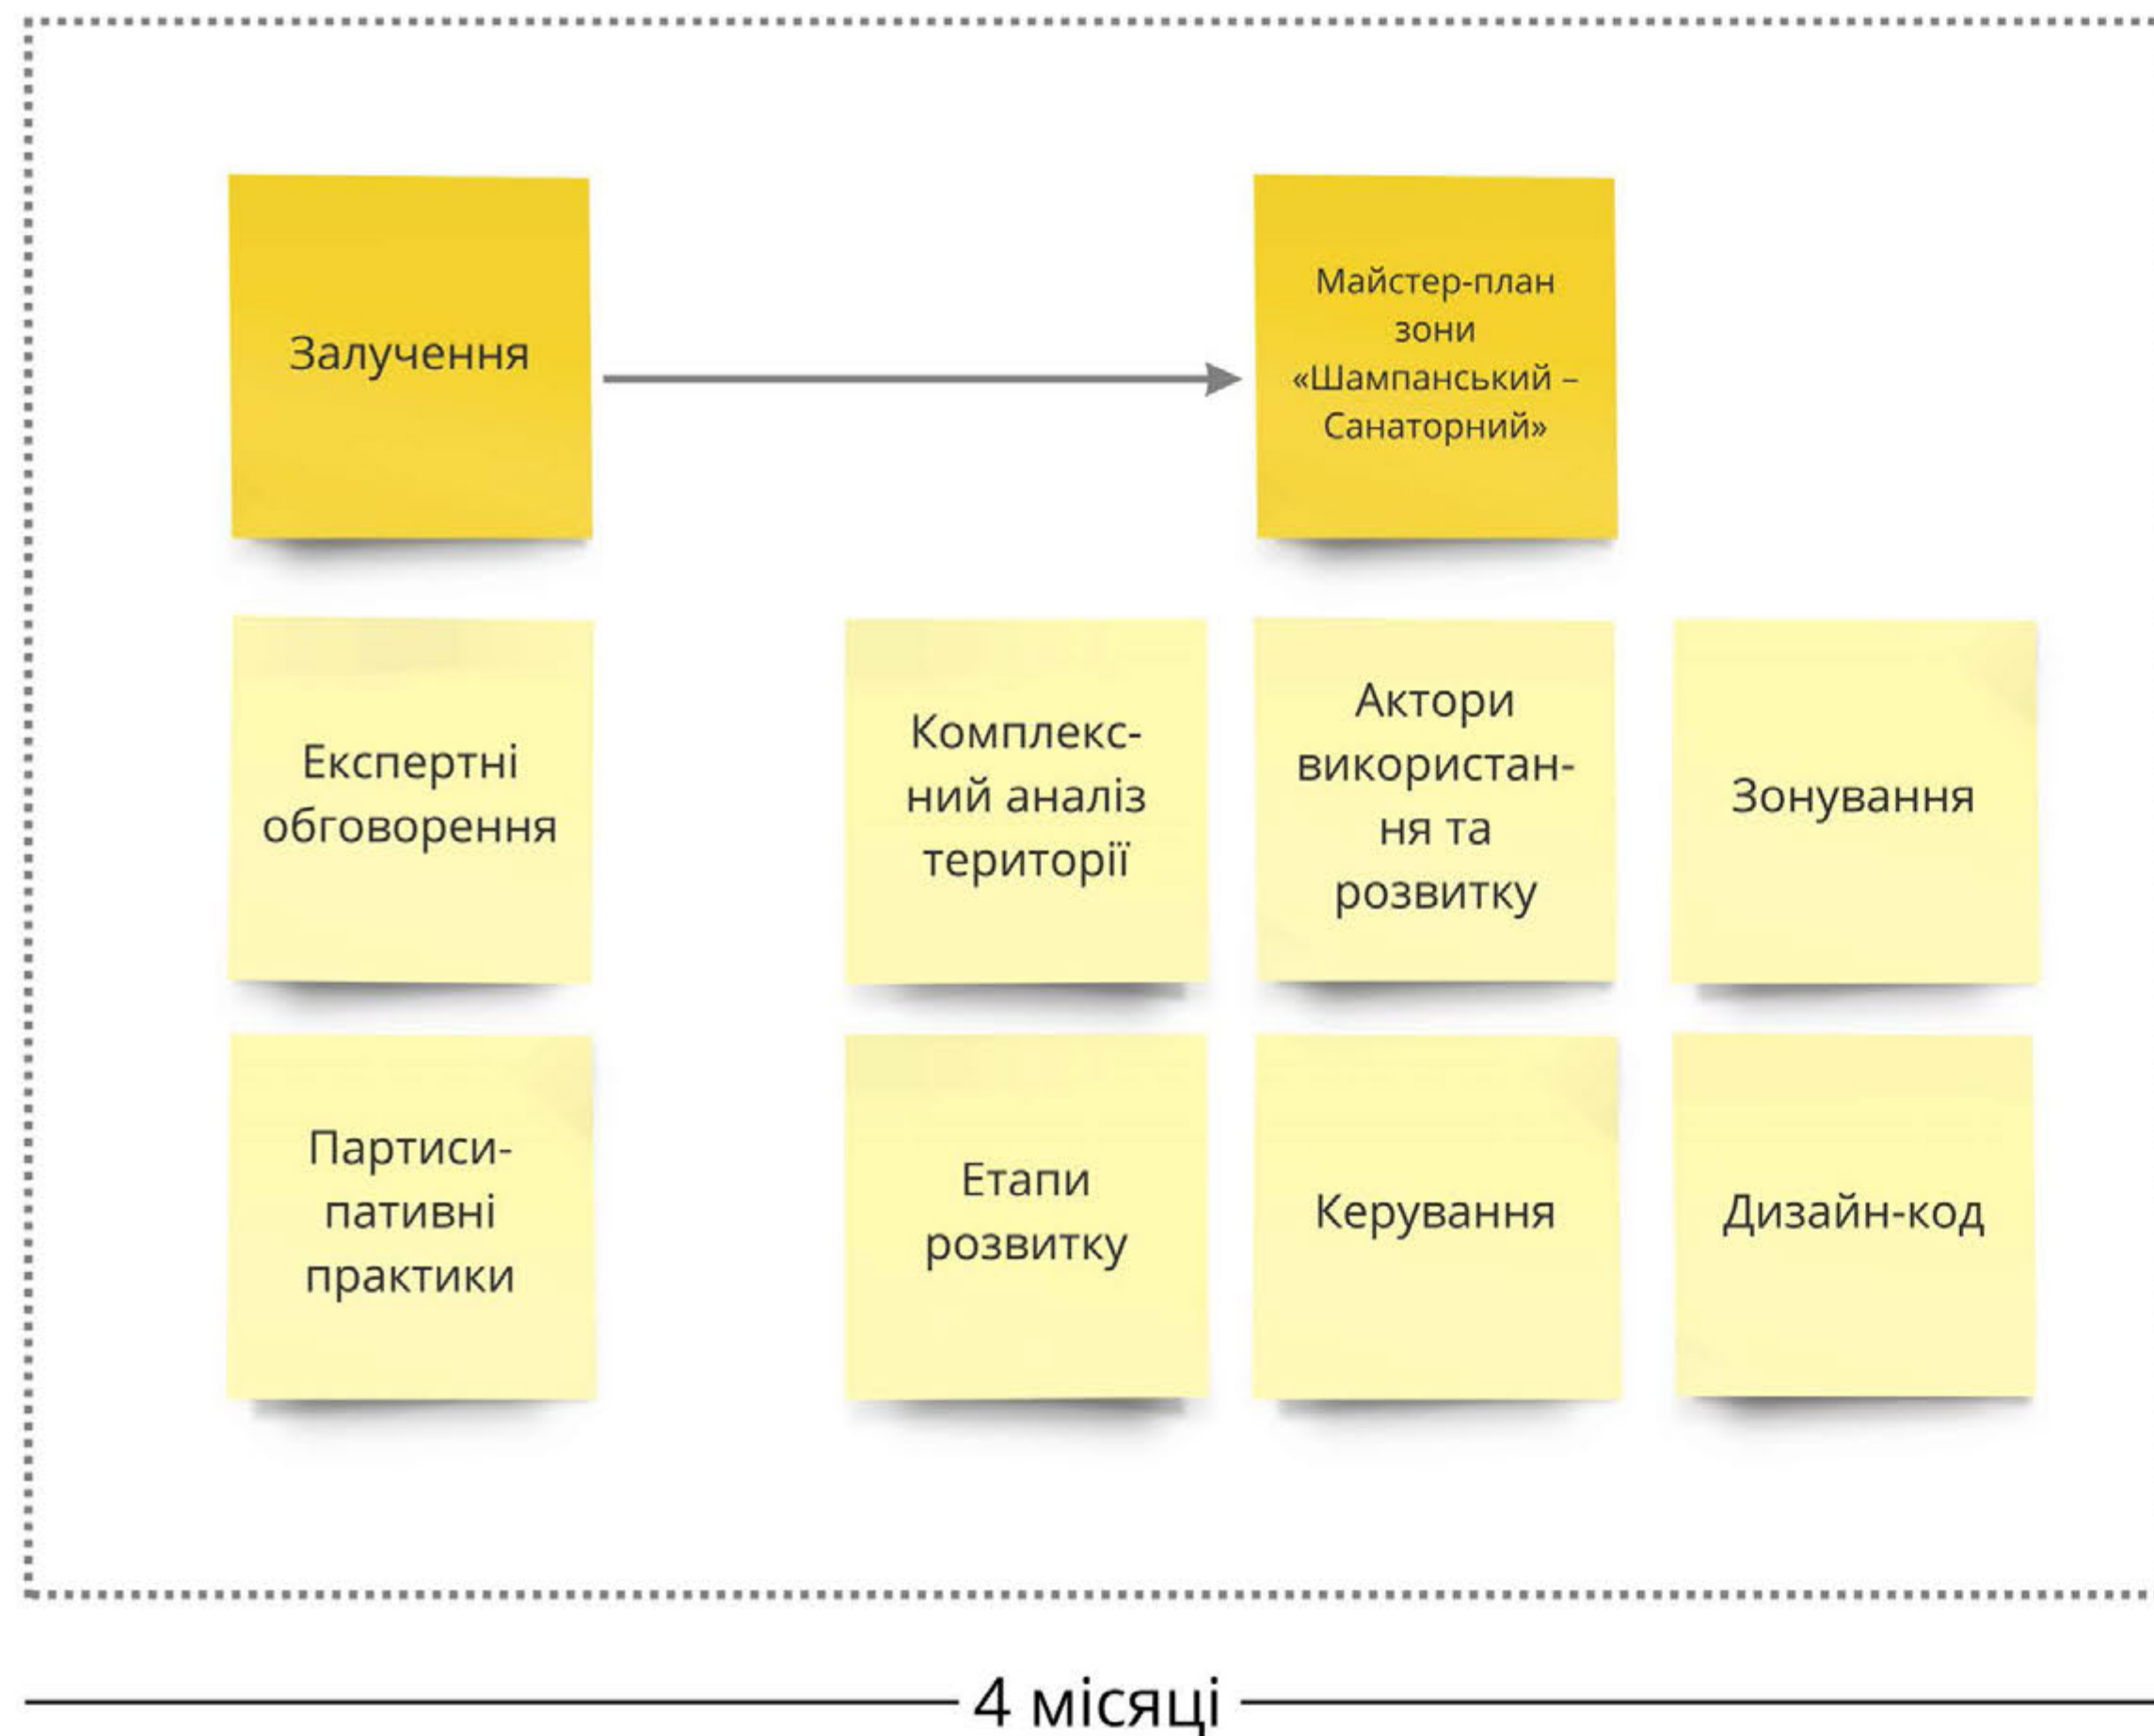 Залучення
Майстер-план
зони
«Шампанський –
Санаторний»
Експертні
обговорення
Комплекс-
ний аналіз
території
Актори
використан-
ня та
розвитку
Зонування
Партиси-
пативні
практики
Етапи
розвитку
Керування
Дизайн-код
4 місяці